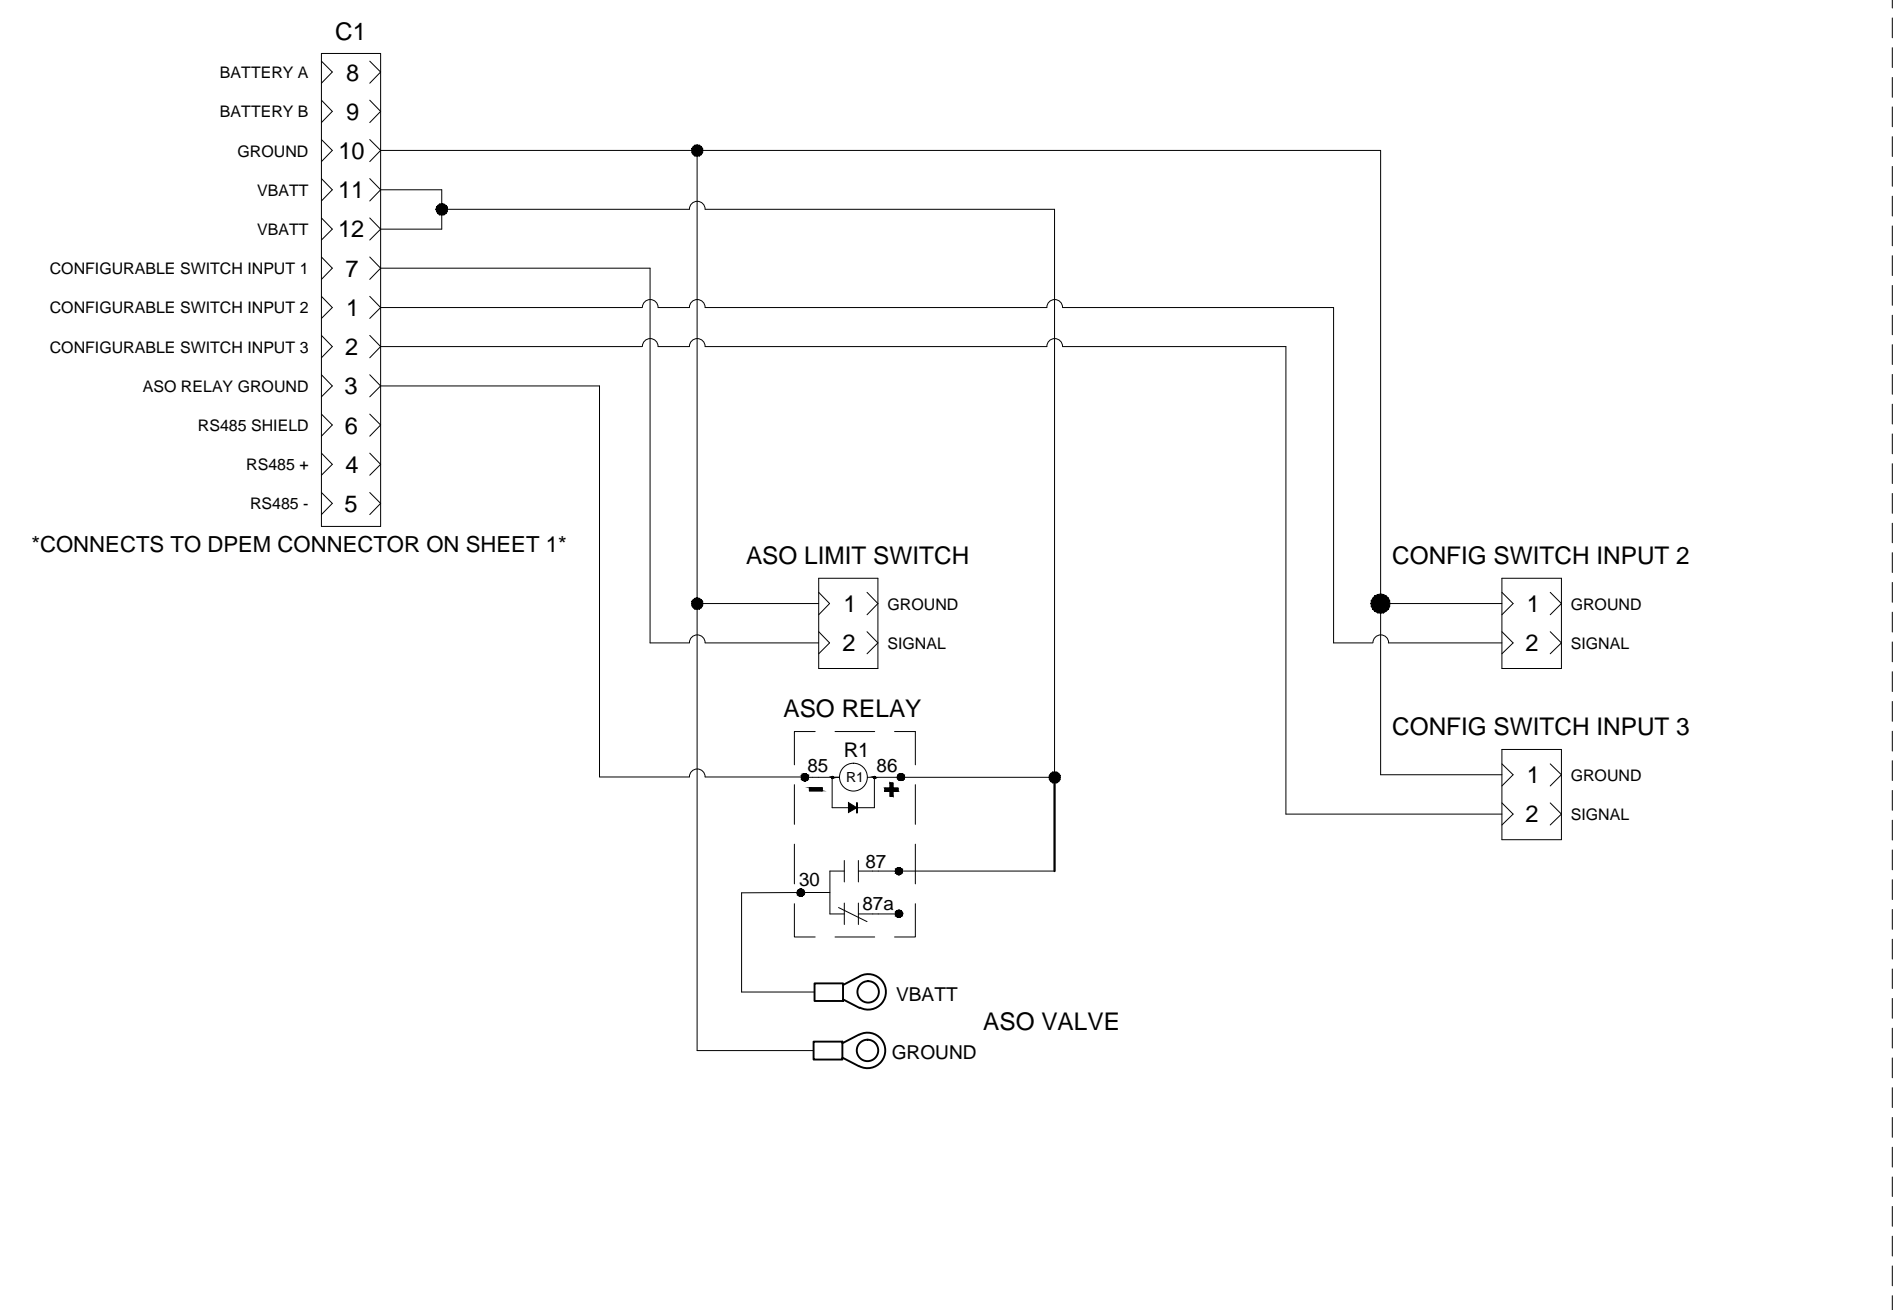 C1
BATTERY A 8
BATTERY B 9
GROUND 10
VBATT 11
VBATT 12
CONFIGURABLE SWITCH INPUT 1 7
CONFIGURABLE SWITCH INPUT 2 1
CONFIGURABLE SWITCH INPUT 3 2
ASO RELAY GROUND 3
RS485 SHIELD 6
RS485 + 4
RS485 - 5
*CONNECTS TO DPEM CONNECTOR ON SHEET 1*
ASO LIMIT SWITCH
1 GROUND
2 SIGNAL
CONFIG SWITCH INPUT 2
1 GROUND
2 SIGNAL
ASO RELAY
R1
85 R1 86
- +
87
30
87a
CONFIG SWITCH INPUT 3
1 GROUND
2 SIGNAL
VBATT
ASO VALVE
GROUND